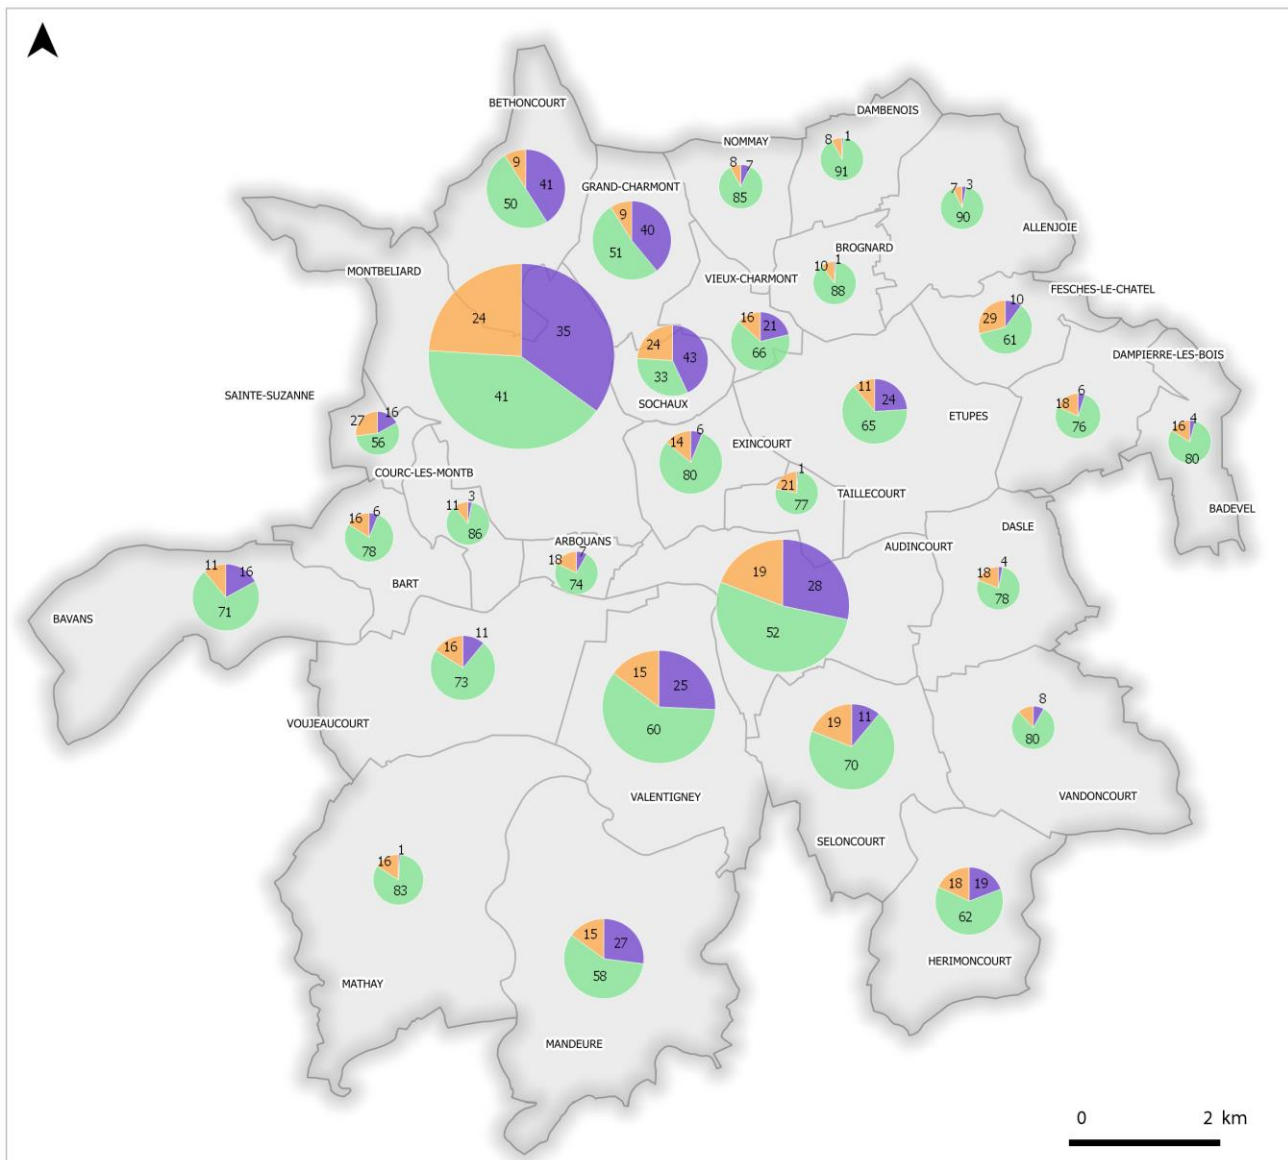 BETHONCOURT
9
41
50
GRAND-CHARMONT
9
40
51
NOMMAY
8
7
85
DAMBENOIS
8
1
91
ALLENJOIE
7
3
90
MONTBELIARD
24
35
41
VIEUX-CHARMONT
16
21
66
BROGNARD
10
1
88
FESCHES-LE-CHATEL
29
10
61
SOCHAUX
24
43
33
DAMPIERRE-LES-BOIS
18
6
76
SAINTE-SUZANNE
27
16
56
ETUPES
11
24
65
BADEVEL
16
4
80
EXINCOURT
14
6
80
COURC-LES-MONTB
11
3
86
TAILLECOURT
21
1
77
BART
16
6
78
ARBOUANS
18
7
74
AUDINCOURT
19
28
52
DASLE
18
4
78
BAVANS
11
16
71
VOUJEAUCOURT
16
11
73
VALENTIGNEY
15
25
60
SELONCOURT
19
11
70
VANDONCOURT
8
80
MATHAY
16
1
83
MANDEURE
15
27
58
HERIMONCOURT
18
19
62
0 2 km